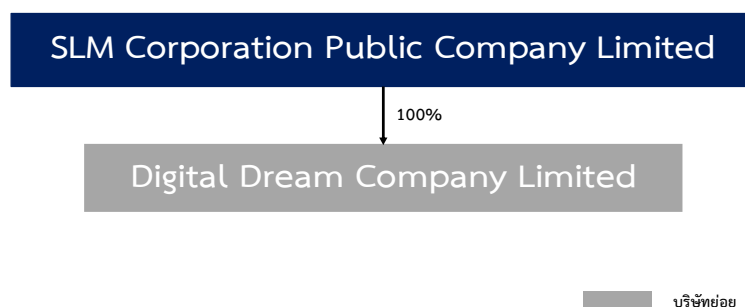 SLM Corporation Public Company Limited
100%
Digital Dream Company Limited
บริษัทย่อย